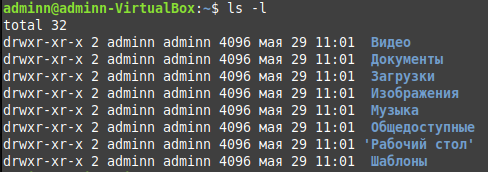 adminn@adminn-VirtualBox:~$ ls -l
total 32
drwxr-xr-x 2 adminn adminn 4096 мая 29 11:01  Видео
drwxr-xr-x 2 adminn adminn 4096 мая 29 11:01  Документы
drwxr-xr-x 2 adminn adminn 4096 мая 29 11:01  Загрузки
drwxr-xr-x 2 adminn adminn 4096 мая 29 11:01  Изображения
drwxr-xr-x 2 adminn adminn 4096 мая 29 11:01  Музыка
drwxr-xr-x 2 adminn adminn 4096 мая 29 11:01  Общедоступные
drwxr-xr-x 2 adminn adminn 4096 мая 29 11:01 'Рабочий стол'
drwxr-xr-x 2 adminn adminn 4096 мая 29 11:01  Шаблоны